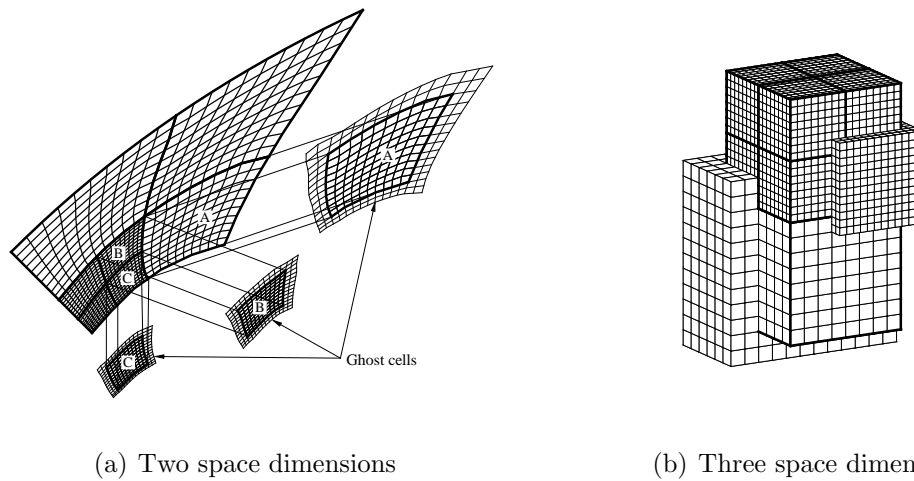 A
A
B
C
B
C
Ghost cells
(a) Two space dimensions
(b) Three space dimen